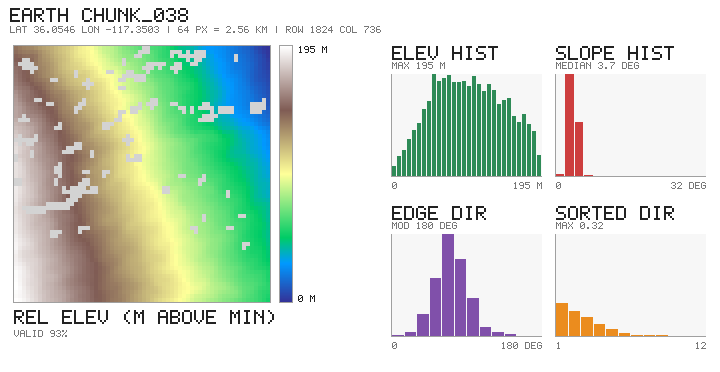 EARTH CHUNK_038
LAT 36.0546 LON -117.3503 | 64 PX = 2.56 KM | ROW 1824 COL 736
195 M
0 M
REL ELEV (M ABOVE MIN)
VALID 93%
ELEV HIST
MAX 195 M
0 195 M
SLOPE HIST
MEDIAN 3.7 DEG
0 32 DEG
EDGE DIR
MOD 180 DEG
0 180 DEG
SORTED DIR
MAX 0.32
1 12